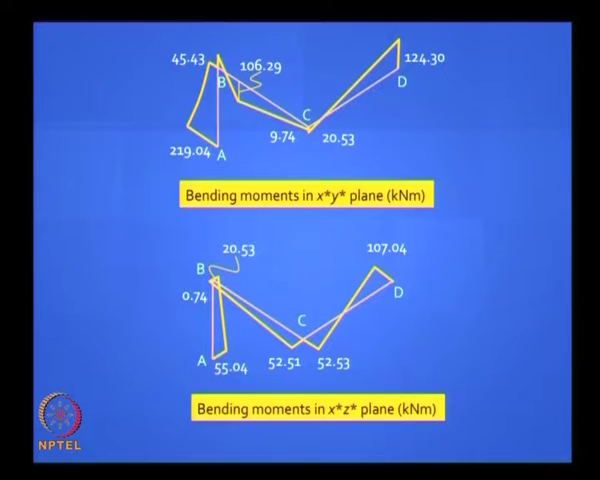 45.43
B
106.29
124.30
D
C
9.74
20.53
219.04
A
Bending moments in x*y* plane (kNm)
20.53
107.04
B
0.74
D
C
A
55.04
52.51
52.53
Bending moments in x*z* plane (kNm)
NPTEL